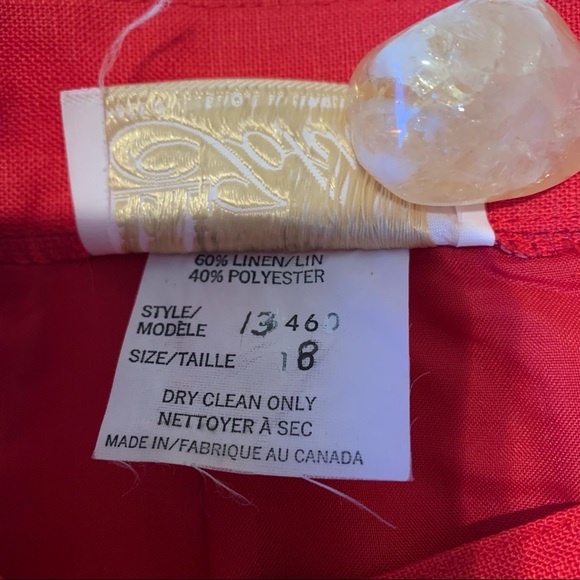 60% LINEN/LIN
40% POLYESTER
STYLE/
MODÈLE 13460
SIZE/TAILLE 18
DRY CLEAN ONLY
NETTOYER À SEC
MADE IN/FABRIQUE AU CANADA